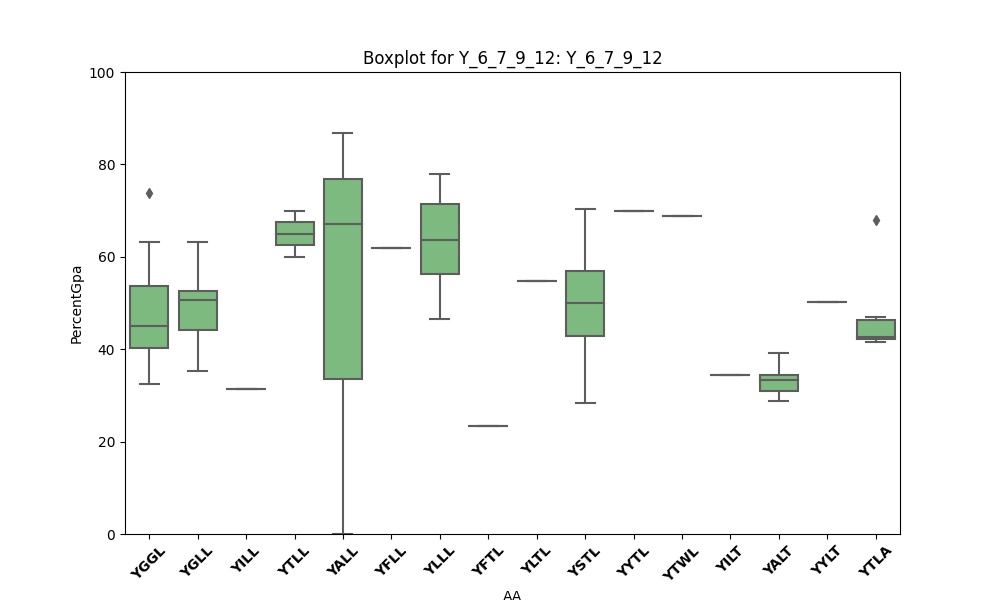 Boxplot for Y_6_7_9_12: Y_6_7_9_12
100
80
60
40
20
0
PercentGpa
YGGL YGLL YILL YTLL YALL YFLL YLLL YFTL YLTL YSTL YYTL YTWL YILT YALT YYLT YTLA
AA